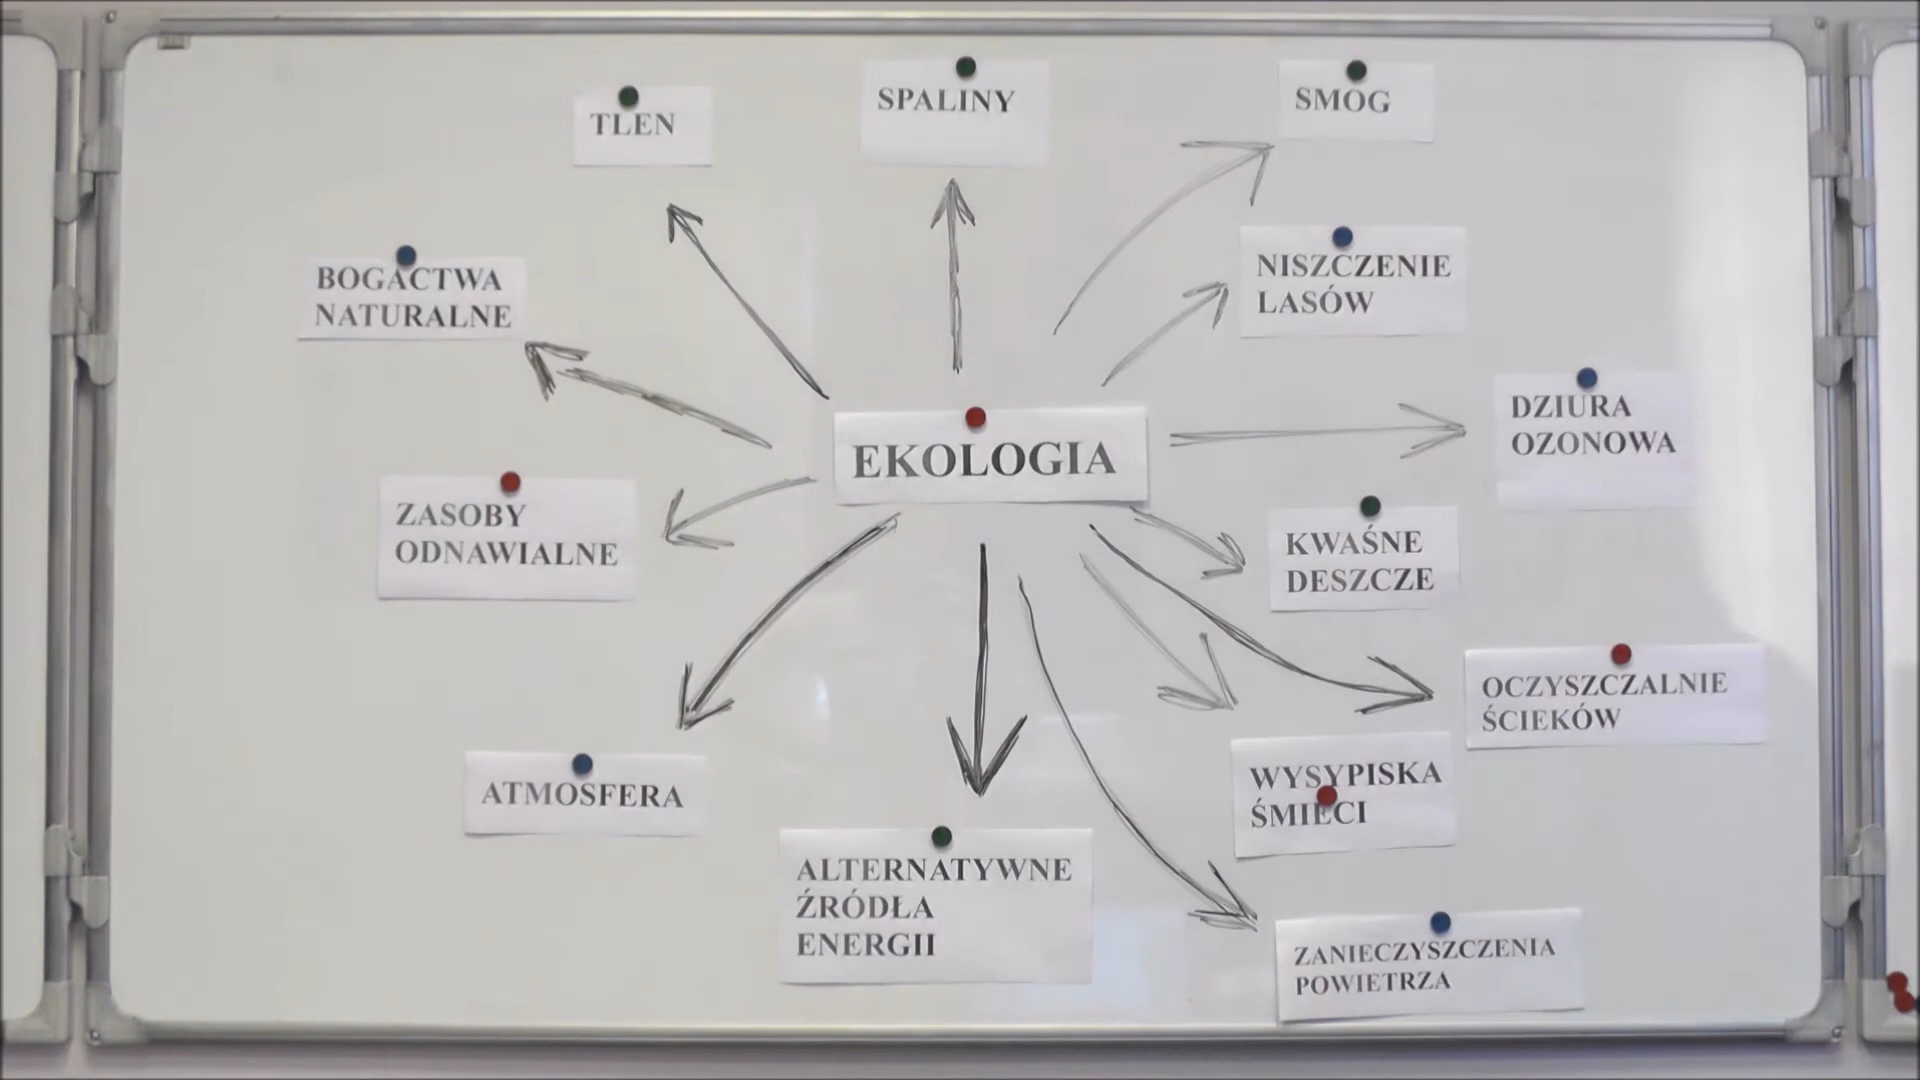 TLEN
SPALINY
SMOG
BOGACTWA
NATURALNE
NISZCZENIE
LASÓW
DZIURA
OZONOWA
EKOLOGIA
ZASOBY
ODNAWIALNE
KWAŚNE
DESZCZE
OCZYSZCZALNIE
ŚCIEKÓW
ATMOSFERA
WYSYPISKA
ŚMIECI
ALTERNATYWNE
ŹRÓDŁA
ENERGII
ZANIECZYSZCZENIA
POWIETRZA